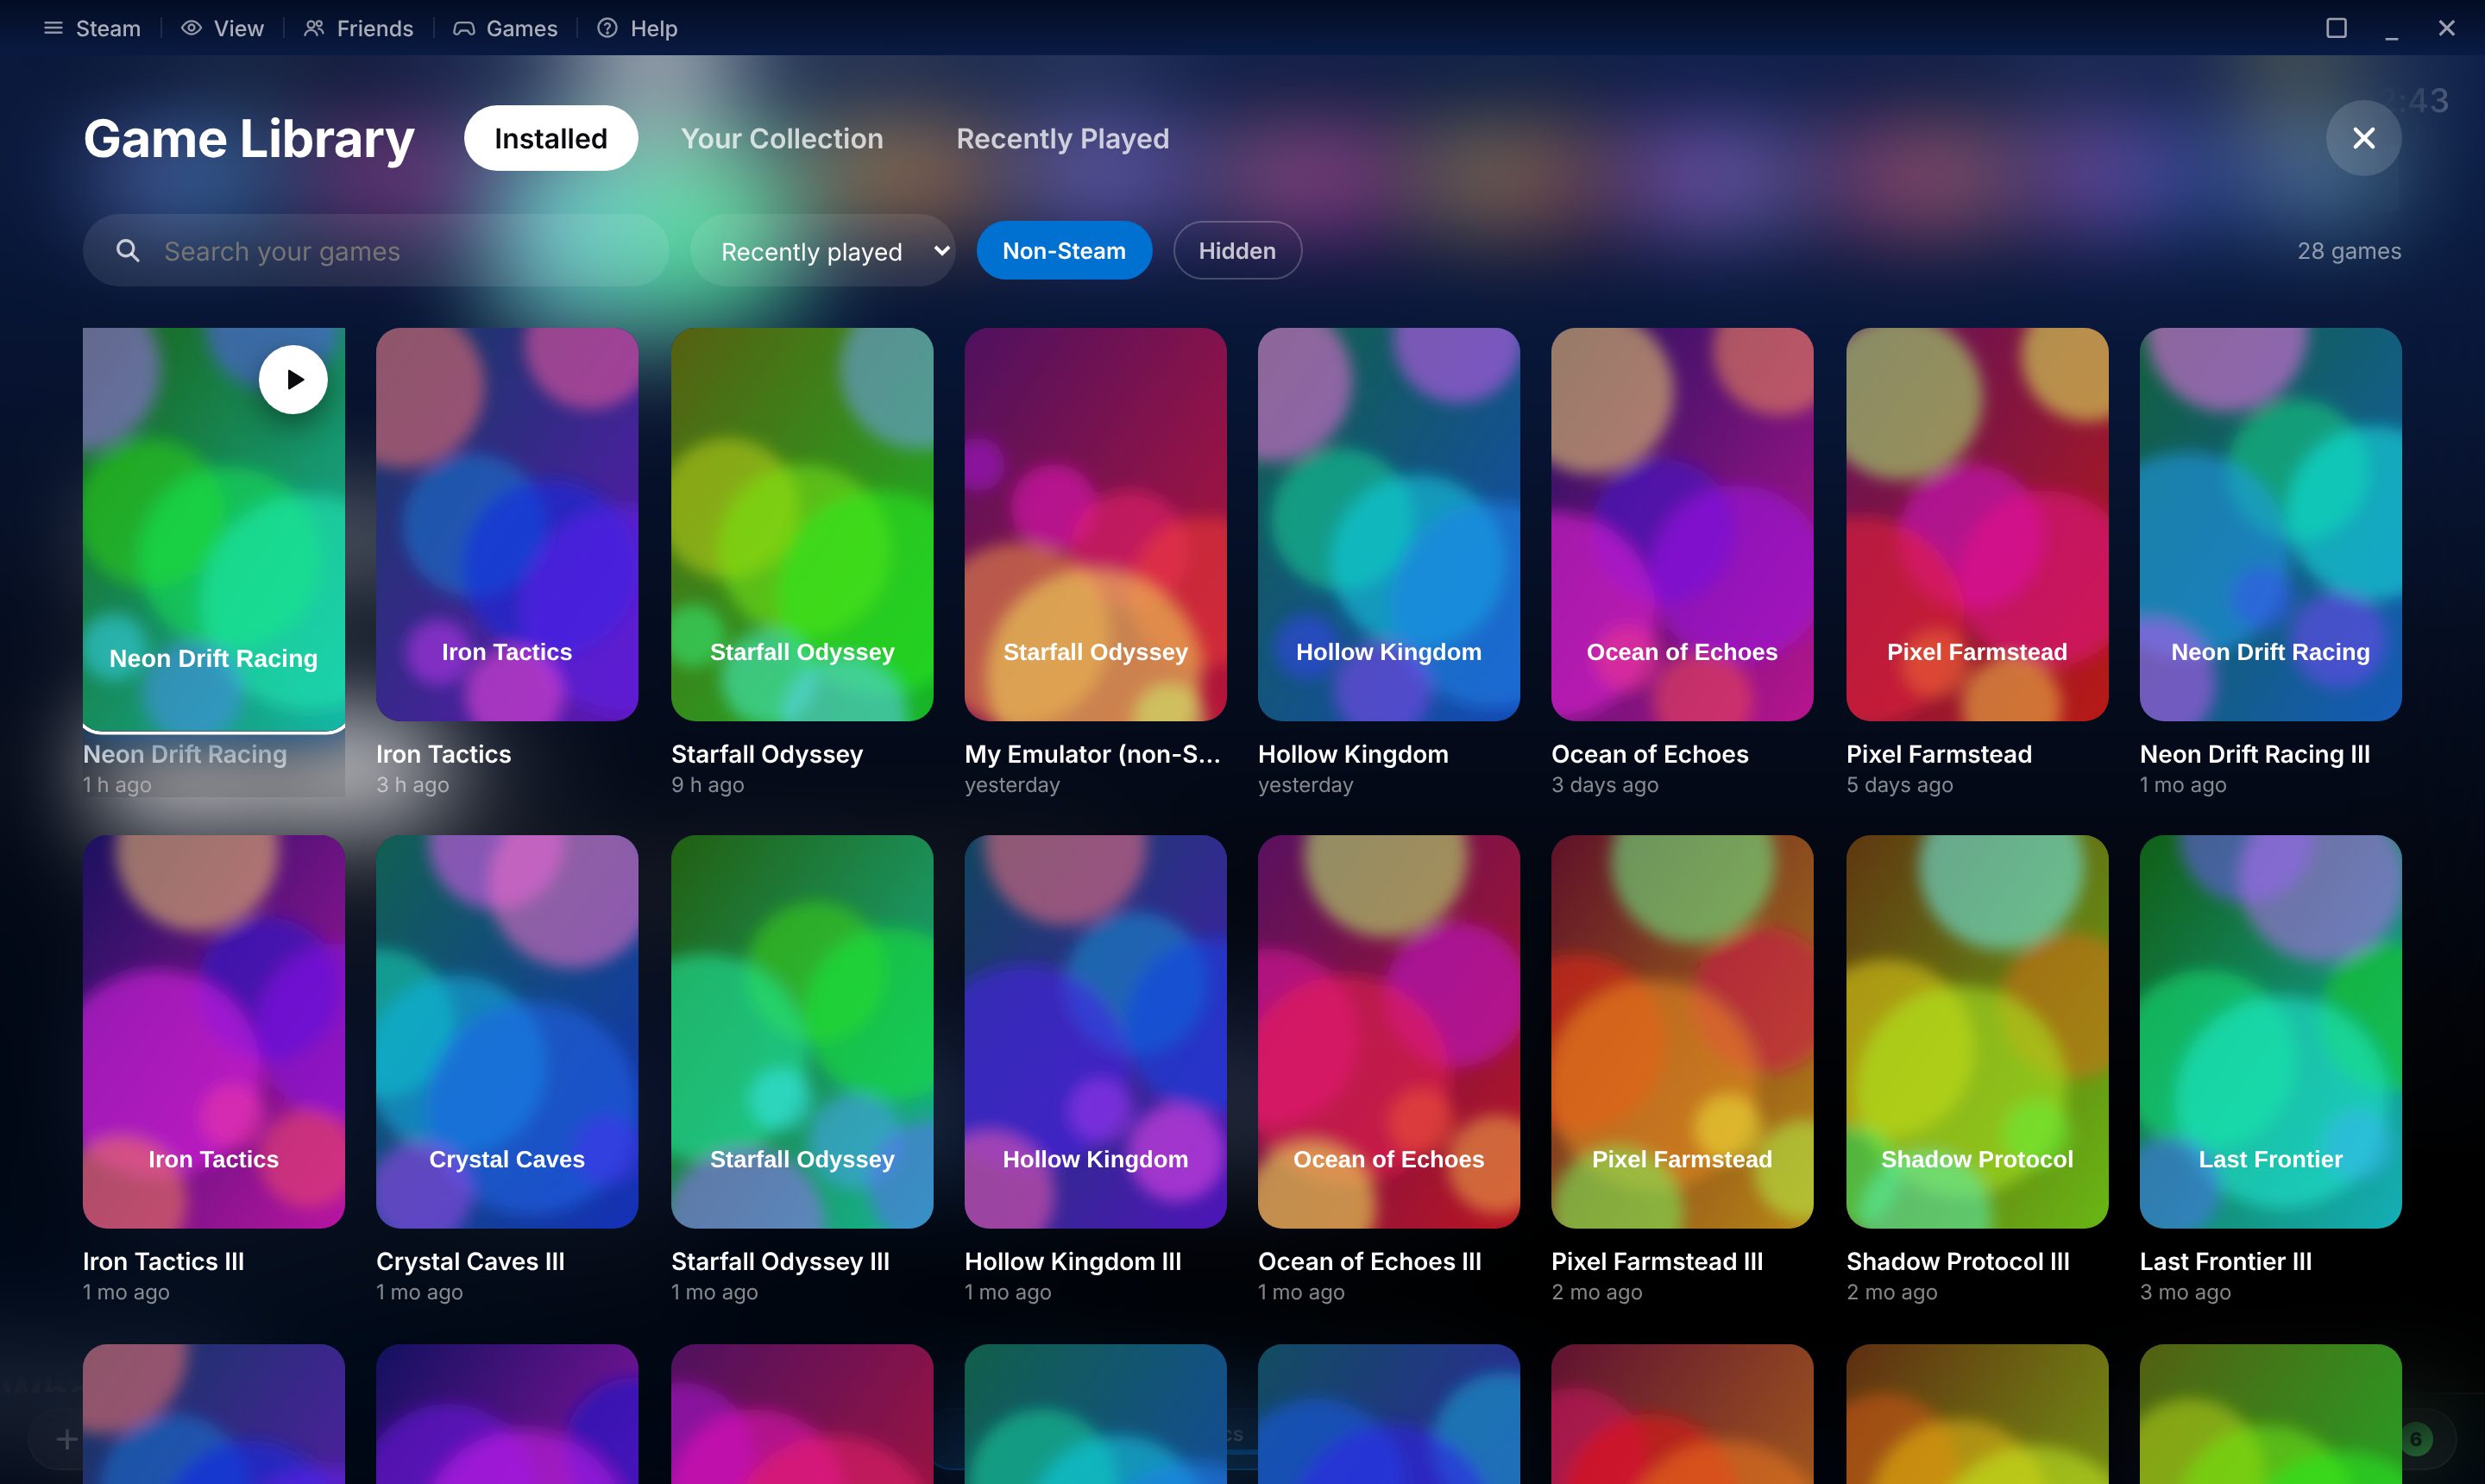 Steam View Friends Games Help
:43
Game Library Installed Your Collection Recently Played
Search your games Recently played Non-Steam Hidden 28 games
Neon Drift Racing Iron Tactics Starfall Odyssey Starfall Odyssey Hollow Kingdom Ocean of Echoes Pixel Farmstead Neon Drift Racing
Neon Drift Racing Iron Tactics Starfall Odyssey My Emulator (non-S... Hollow Kingdom Ocean of Echoes Pixel Farmstead Neon Drift Racing III
1 h ago 3 h ago 9 h ago yesterday yesterday 3 days ago 5 days ago 1 mo ago
Iron Tactics Crystal Caves Starfall Odyssey Hollow Kingdom Ocean of Echoes Pixel Farmstead Shadow Protocol Last Frontier
Iron Tactics III Crystal Caves III Starfall Odyssey III Hollow Kingdom III Ocean of Echoes III Pixel Farmstead III Shadow Protocol III Last Frontier III
1 mo ago 1 mo ago 1 mo ago 1 mo ago 1 mo ago 2 mo ago 2 mo ago 3 mo ago
cs 6